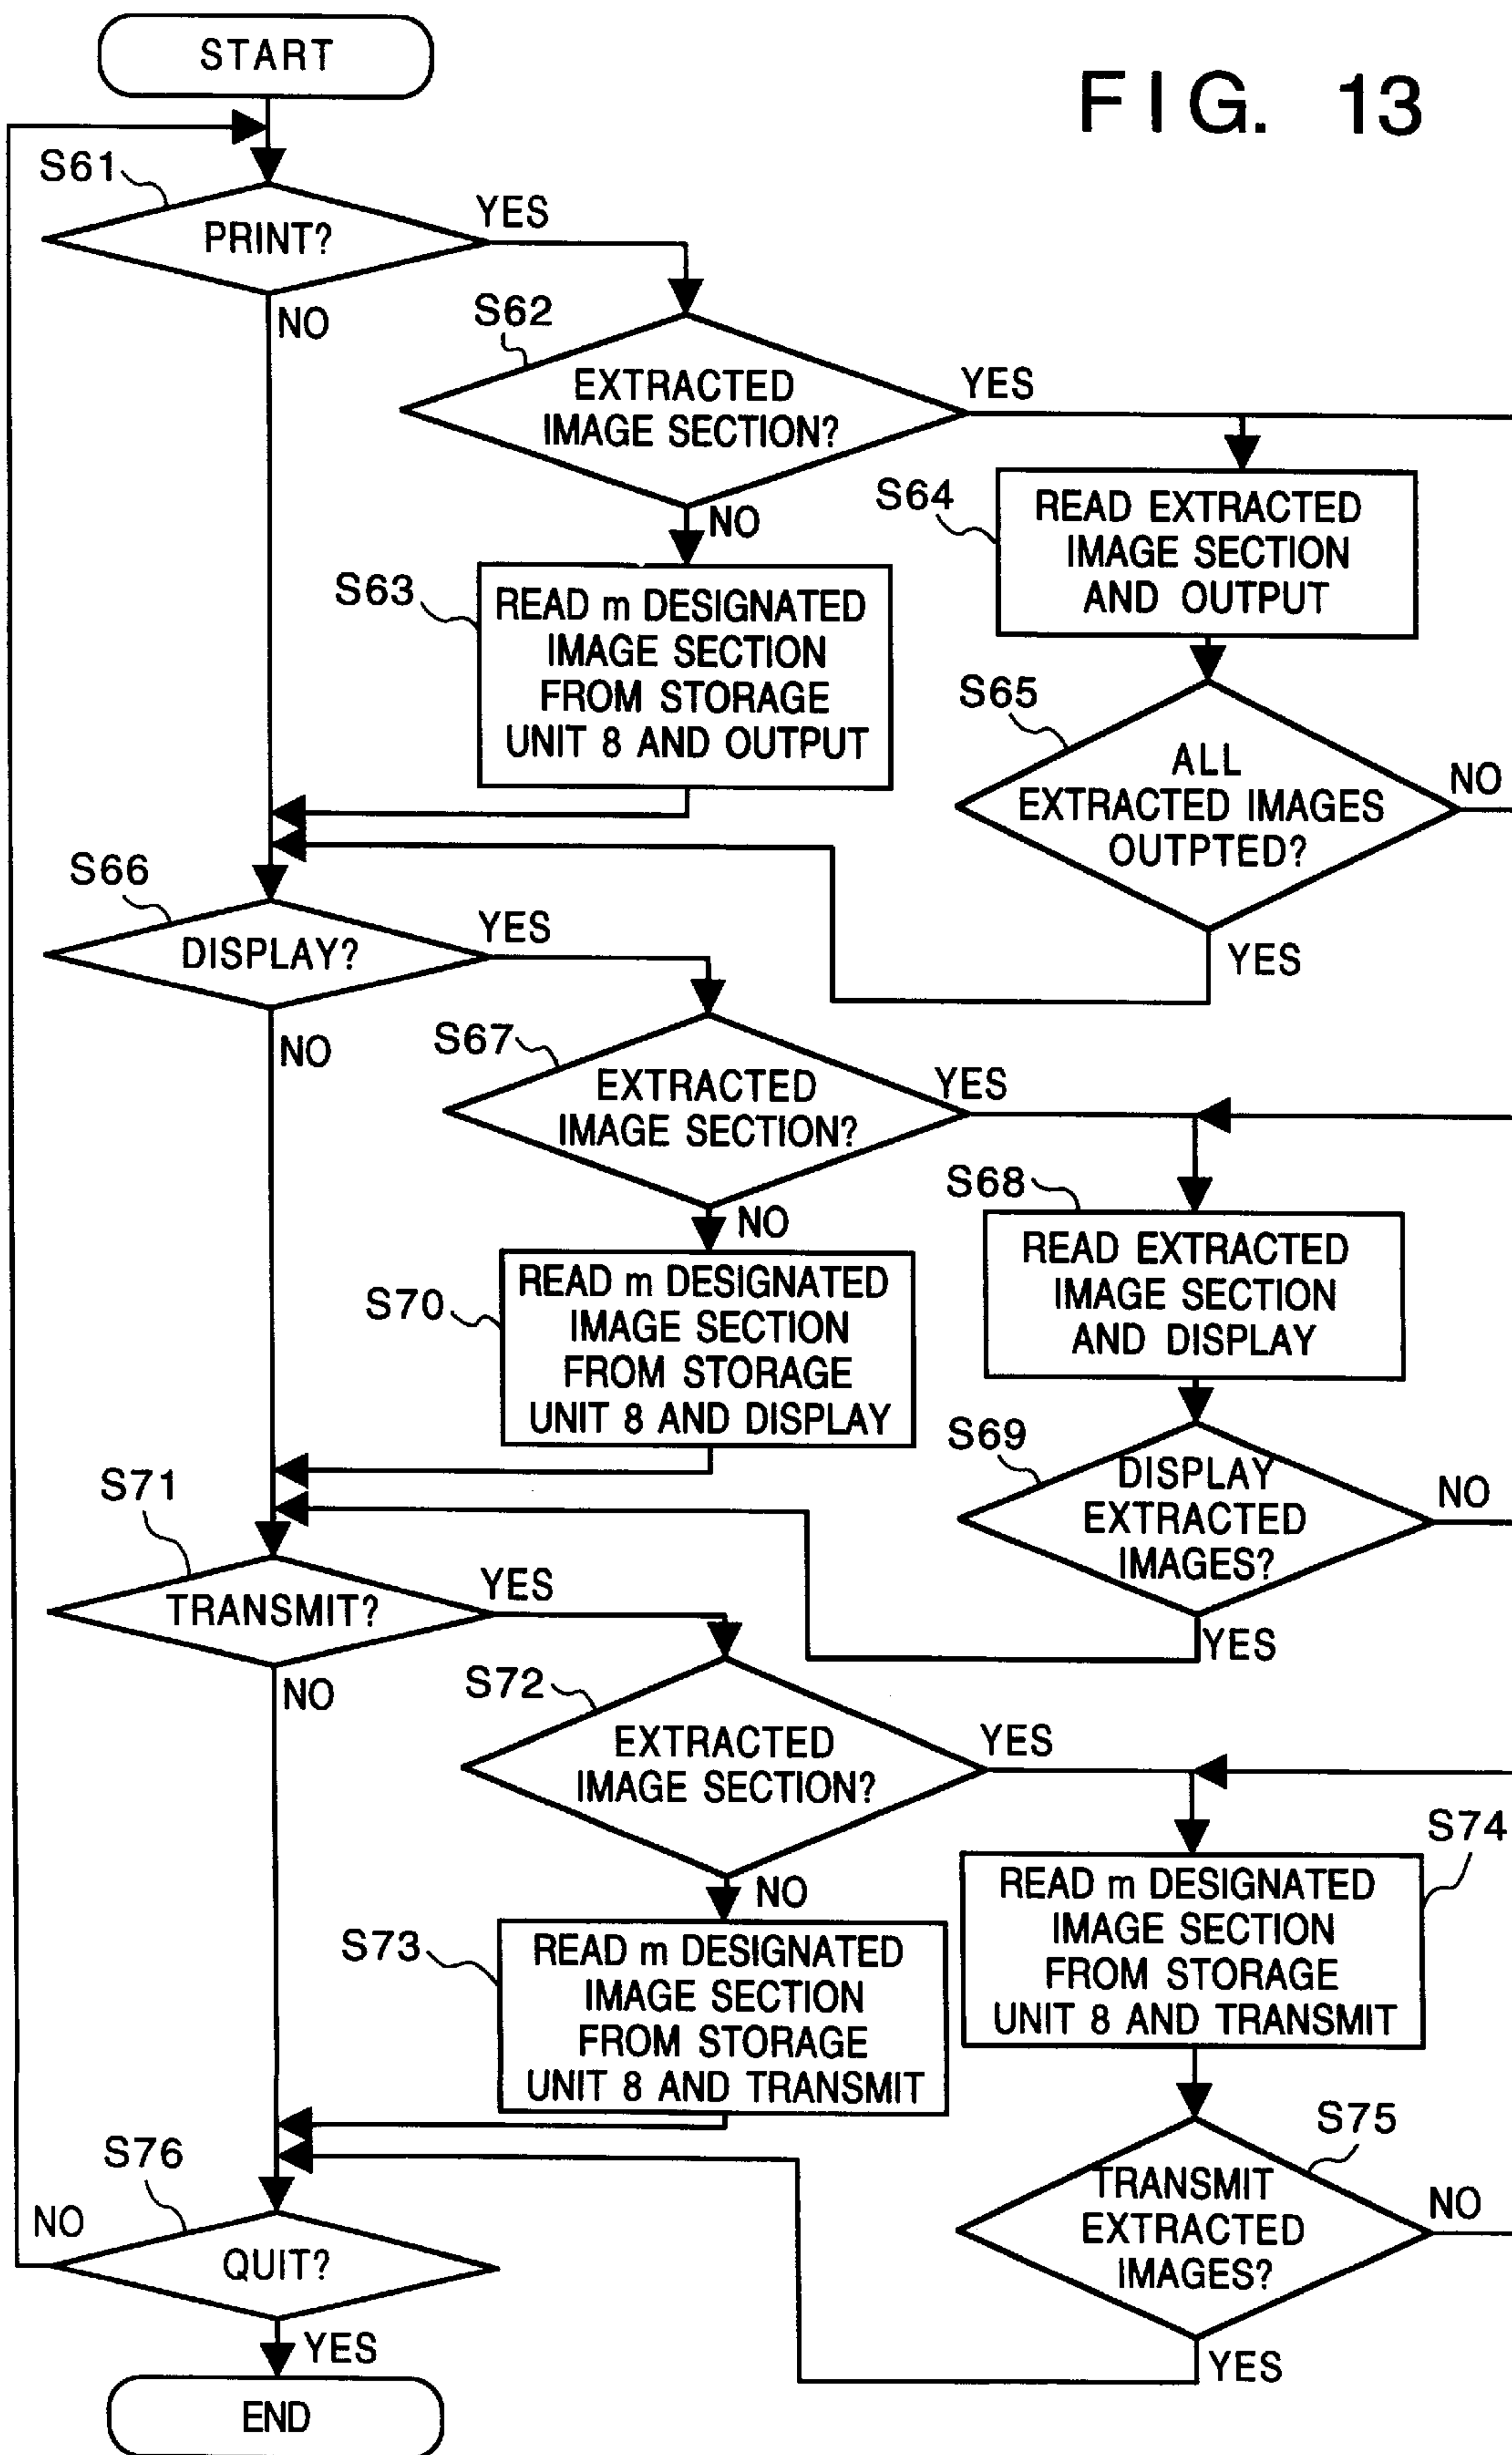 START
FIG. 13
S61
PRINT?
YES
NO
S62
EXTRACTED
IMAGE SECTION?
YES
NO
S63
READ m DESIGNATED
IMAGE SECTION
FROM STORAGE
UNIT 8 AND OUTPUT
S64
READ EXTRACTED
IMAGE SECTION
AND OUTPUT
S65
ALL
EXTRACTED IMAGES
OUTPTED?
NO
YES
S66
DISPLAY?
YES
NO
S67
EXTRACTED
IMAGE SECTION?
YES
NO
S68
READ EXTRACTED
IMAGE SECTION
AND DISPLAY
S70
READ m DESIGNATED
IMAGE SECTION
FROM STORAGE
UNIT 8 AND DISPLAY
S69
DISPLAY
EXTRACTED
IMAGES?
NO
YES
S71
TRANSMIT?
YES
NO
S72
EXTRACTED
IMAGE SECTION?
YES
NO
S73
READ m DESIGNATED
IMAGE SECTION
FROM STORAGE
UNIT 8 AND TRANSMIT
S74
READ m DESIGNATED
IMAGE SECTION
FROM STORAGE
UNIT 8 AND TRANSMIT
S75
TRANSMIT
EXTRACTED
IMAGES?
NO
YES
S76
QUIT?
NO
YES
END